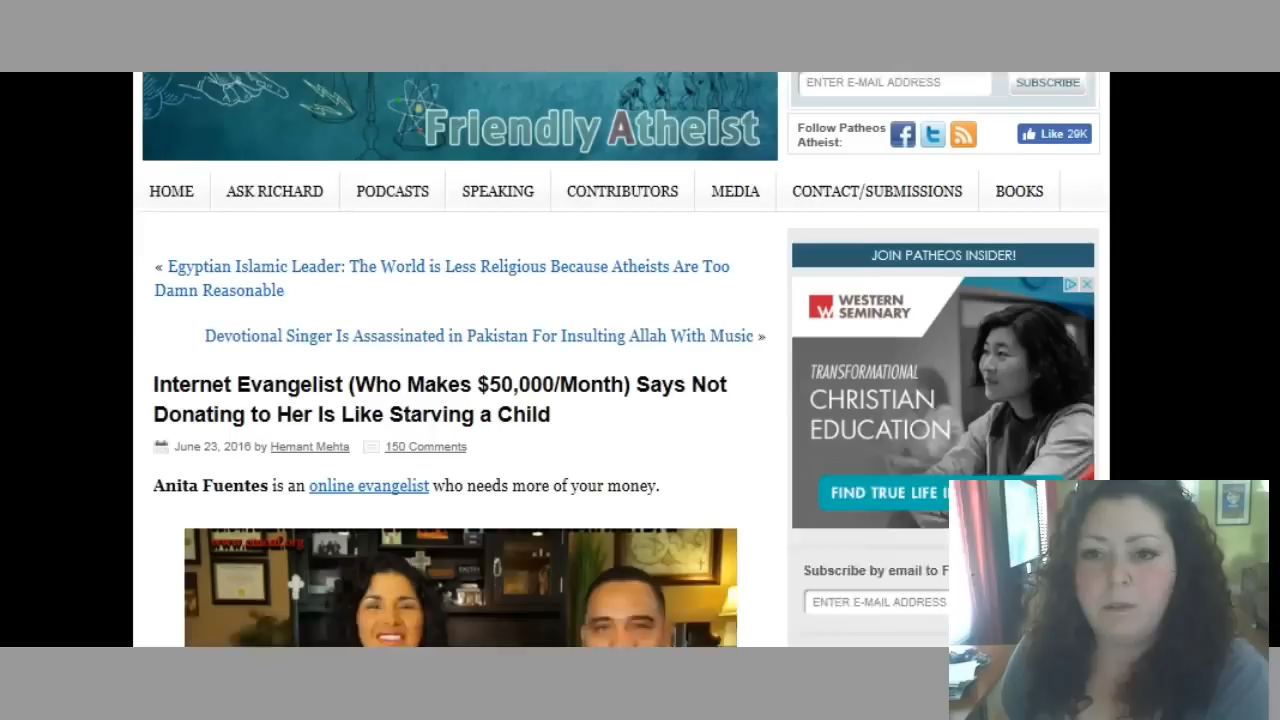 ENTER E-MAIL ADDRESS
SUBSCRIBE
Friendly Atheist
Follow Patheos
Atheist:
Like 29K
HOME
ASK RICHARD
PODCASTS
SPEAKING
CONTRIBUTORS
MEDIA
CONTACT/SUBMISSIONS
BOOKS
« Egyptian Islamic Leader: The World is Less Religious Because Atheists Are Too
Damn Reasonable
Devotional Singer Is Assassinated in Pakistan For Insulting Allah With Music »
Internet Evangelist (Who Makes $50,000/Month) Says Not
Donating to Her Is Like Starving a Child
June 23, 2016 by Hemant Mehta
150 Comments
Anita Fuentes is an online evangelist who needs more of your money.
JOIN PATHEOS INSIDER!
WESTERN
SEMINARY
TRANSFORMATIONAL
CHRISTIAN
EDUCATION
FIND TRUE LIFE
Subscribe by email to F
ENTER E-MAIL ADDRESS